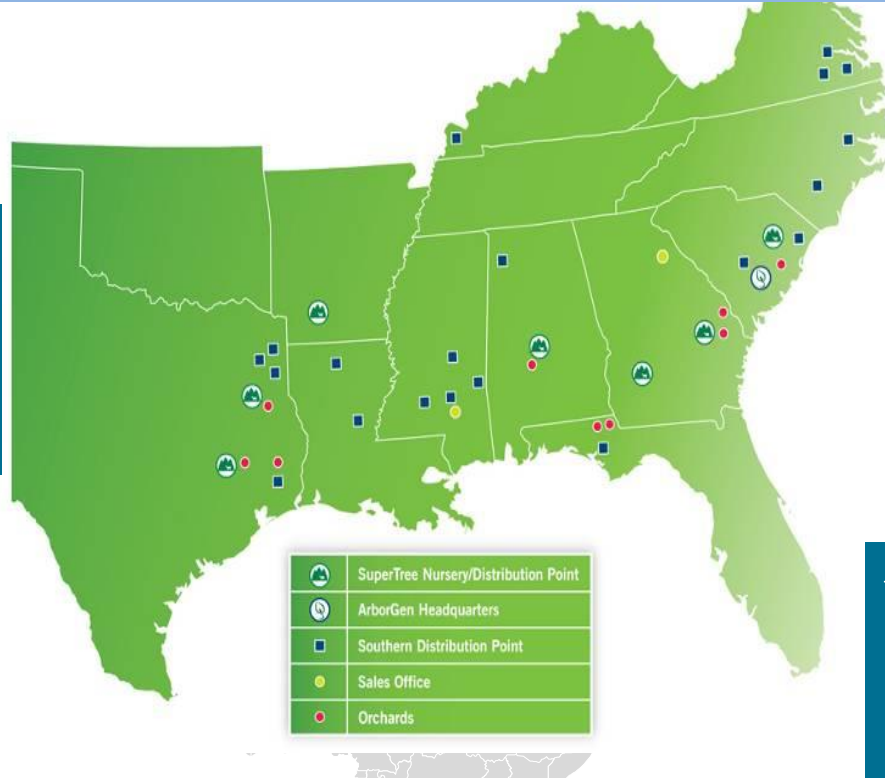 SuperTree Nursery/Distribution Point
ArborGen Headquarters
Southern Distribution Point
Sales Office
Orchards